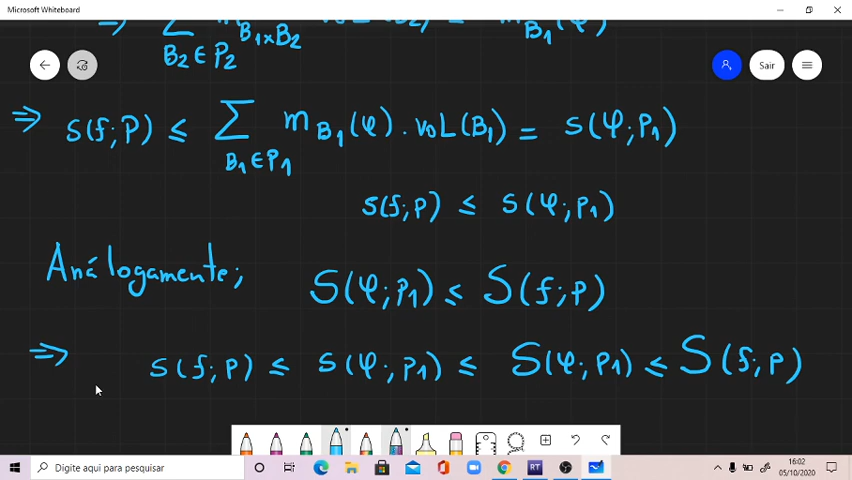 Microsoft Whiteboard
Sair
⇒ s(f;P) ≤ ∑ m_{B1}(φ) . voL(B1) = s(φ;P1)
B1∈P1
s(f;p) ≤ s(φ;p1)
Análogamente;
S(φ;p1) ≤ S(f;p)
⇒ s(f;p) ≤ s(φ;p1) ≤ S(φ;p1) ≤ S(f;p)
Digite aqui para pesquisar
RT
16:02
05/10/2020